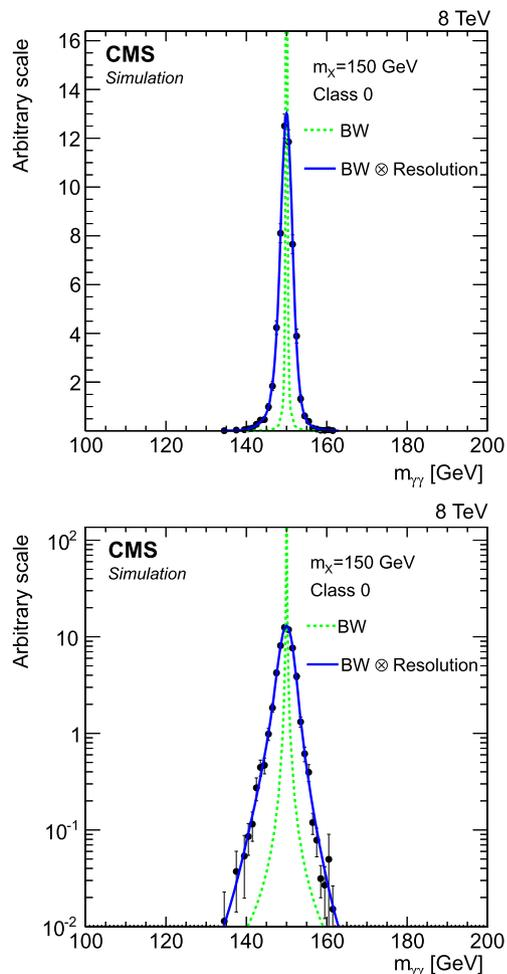 8 TeV
Arbitrary scale
16
14
12
10
8
6
4
2
CMS
Simulation
m_X=150 GeV
Class 0
BW
BW ⊗ Resolution
100 120 140 160 180 200
m_γγ [GeV]
8 TeV
Arbitrary scale
10²
10
1
10⁻¹
10⁻²
CMS
Simulation
m_X=150 GeV
Class 0
BW
BW ⊗ Resolution
100 120 140 160 180 200
m_γγ [GeV]